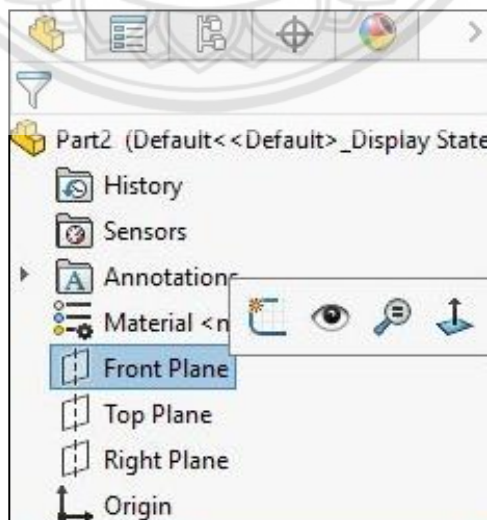 Part2 (Default<<Default>_Display State
History
Sensors
Annotations
Material <n
Front Plane
Top Plane
Right Plane
Origin